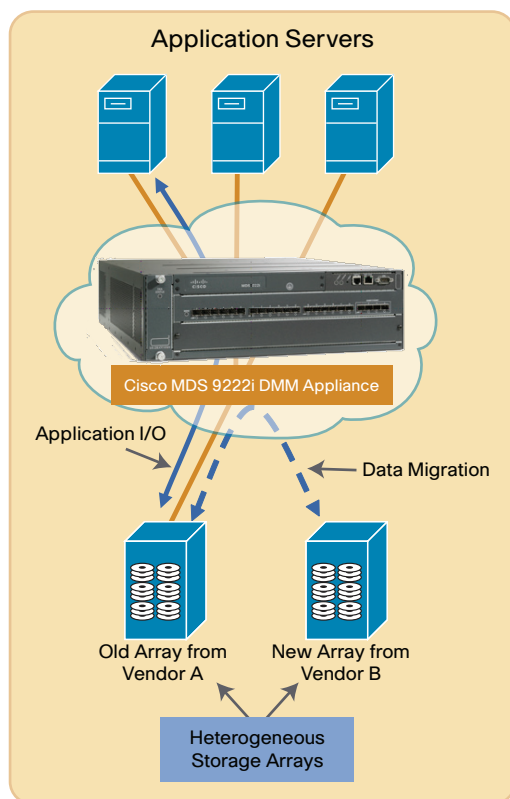 Application Servers
CISCO
Cisco MDS 9222i DMM Appliance
Application I/O
Data Migration
Old Array from
Vendor A
New Array from
Vendor B
Heterogeneous
Storage Arrays